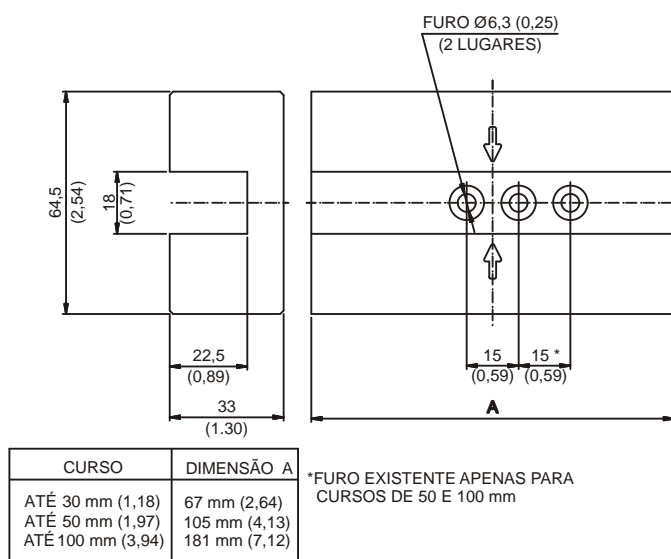 FURO Ø6,3 (0,25)
(2 LUGARES)
64,5
(2,54)
18
(0,71)
22,5
(0,89)
33
(1.30)
15
(0,59)
15 *
(0,59)
A
CURSO DIMENSÃO A
ATÉ 30 mm (1,18) 67 mm (2,64)
ATÉ 50 mm (1,97) 105 mm (4,13)
ATÉ 100 mm (3,94) 181 mm (7,12)
*FURO EXISTENTE APENAS PARA
CURSOS DE 50 E 100 mm